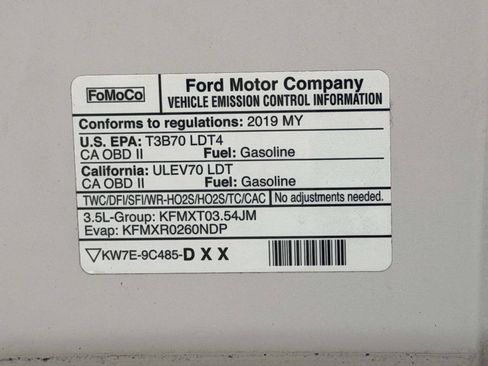 FoMoCo
Ford Motor Company
VEHICLE EMISSION CONTROL INFORMATION
Conforms to regulations: 2019 MY
U.S. EPA: T3B70 LDT4
CA OBD II Fuel: Gasoline
California: ULEV70 LDT
CA OBD II Fuel: Gasoline
TWC/DFI/SFI/WR-HO2S/HO2S/TC/CAC No adjustments needed.
3.5L-Group: KFMXT03.54JM
Evap: KFMXR0260NDP
▽KW7E-9C485-DXX